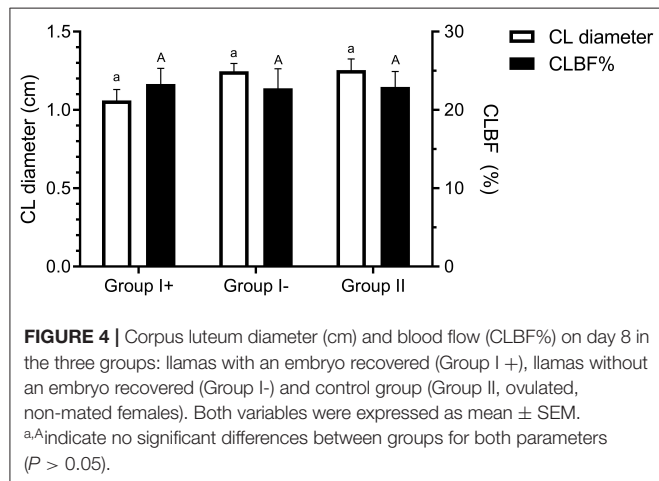 1.5
1.0
0.5
0.0
CL diameter (cm)
a
A
a
A
a
A
Group I+
Group I-
Group II
30
20
10
0
CLBF (%)
CL diameter
CLBF%
FIGURE 4 | Corpus luteum diameter (cm) and blood flow (CLBF%) on day 8 in
the three groups: llamas with an embryo recovered (Group I +), llamas without
an embryo recovered (Group I-) and control group (Group II, ovulated,
non-mated females). Both variables were expressed as mean ± SEM.
a,Aindicate no significant differences between groups for both parameters
(P > 0.05).